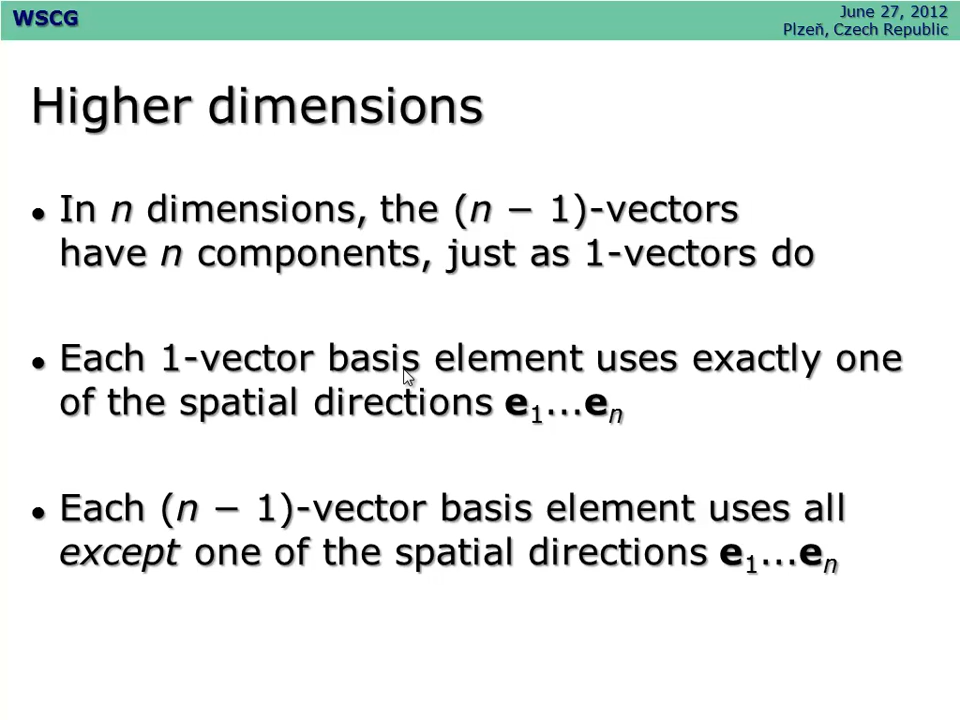 WSCG
June 27, 2012
Plzeň, Czech Republic
Higher dimensions
• In n dimensions, the (n − 1)-vectors
have n components, just as 1-vectors do
• Each 1-vector basis element uses exactly one
of the spatial directions e₁…eₙ
• Each (n − 1)-vector basis element uses all
except one of the spatial directions e₁…eₙ